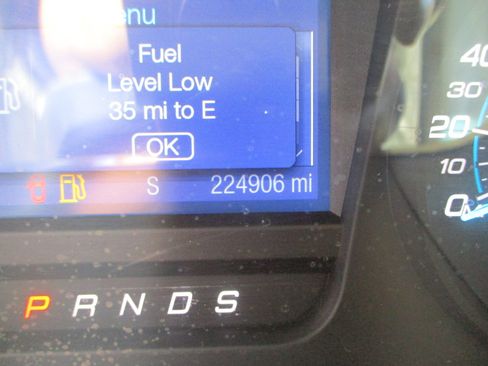 enu
Fuel
Level Low
35 mi to E
OK
S 224906 mi
P R N D S
40
30
20
10
0